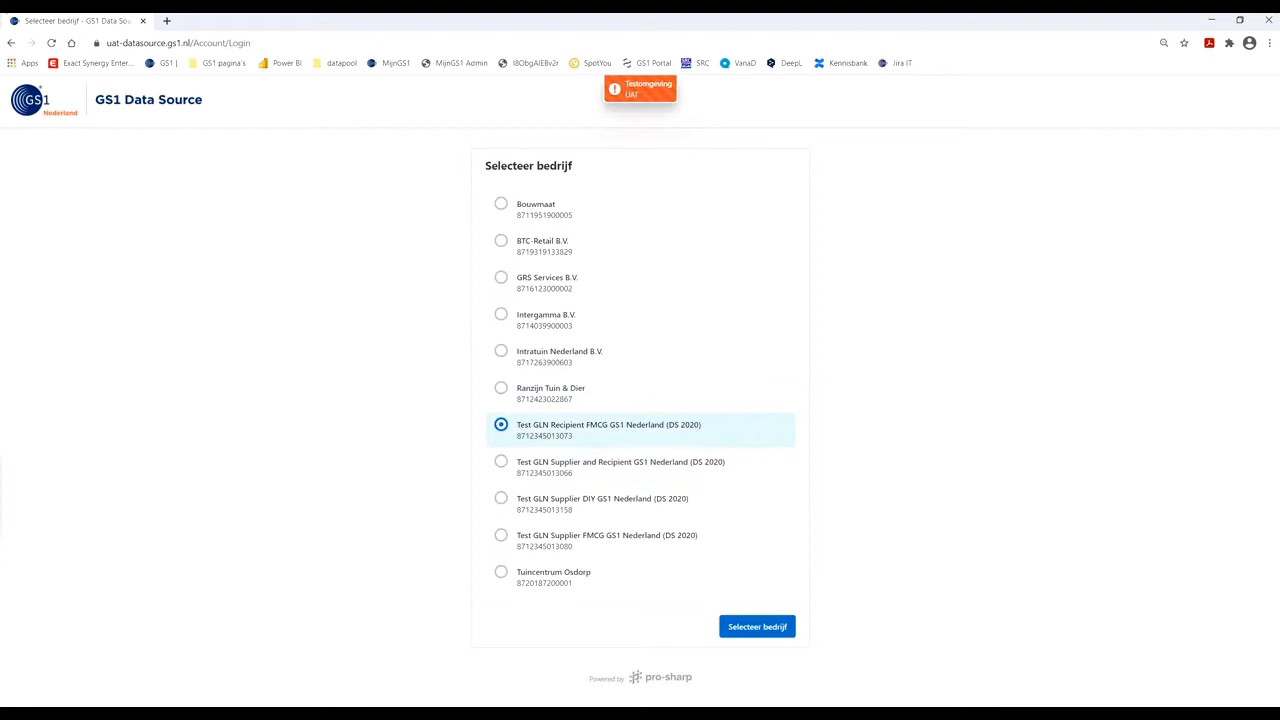 Selecteer bedrijf - GS1 Data Sou
uat-datasource.gs1.nl/Account/Login
Apps
Exact Synergy Enter...
GS1 |
GS1 pagina's
Power BI
datapool
MijnGS1
MijnGS1 Admin
I8ObgAIEBv2r
SpotYou
GS1 Portal
SRC
VanaD
DeepL
Kennisbank
Jira IT
GS1
Nederland
GS1 Data Source
Testomgeving
UAT
Selecteer bedrijf
Bouwmaat
8711951900005
BTC-Retail B.V.
8719319133829
GRS Services B.V.
8716123000002
Intergamma B.V.
8714039900003
Intratuin Nederland B.V.
8717263900603
Ranzijn Tuin & Dier
8712423022867
Test GLN Recipient FMCG GS1 Nederland (DS 2020)
8712345013073
Test GLN Supplier and Recipient GS1 Nederland (DS 2020)
8712345013066
Test GLN Supplier DIY GS1 Nederland (DS 2020)
8712345013158
Test GLN Supplier FMCG GS1 Nederland (DS 2020)
8712345013080
Tuincentrum Osdorp
8720187200001
Selecteer bedrijf
Powered by
pro-sharp